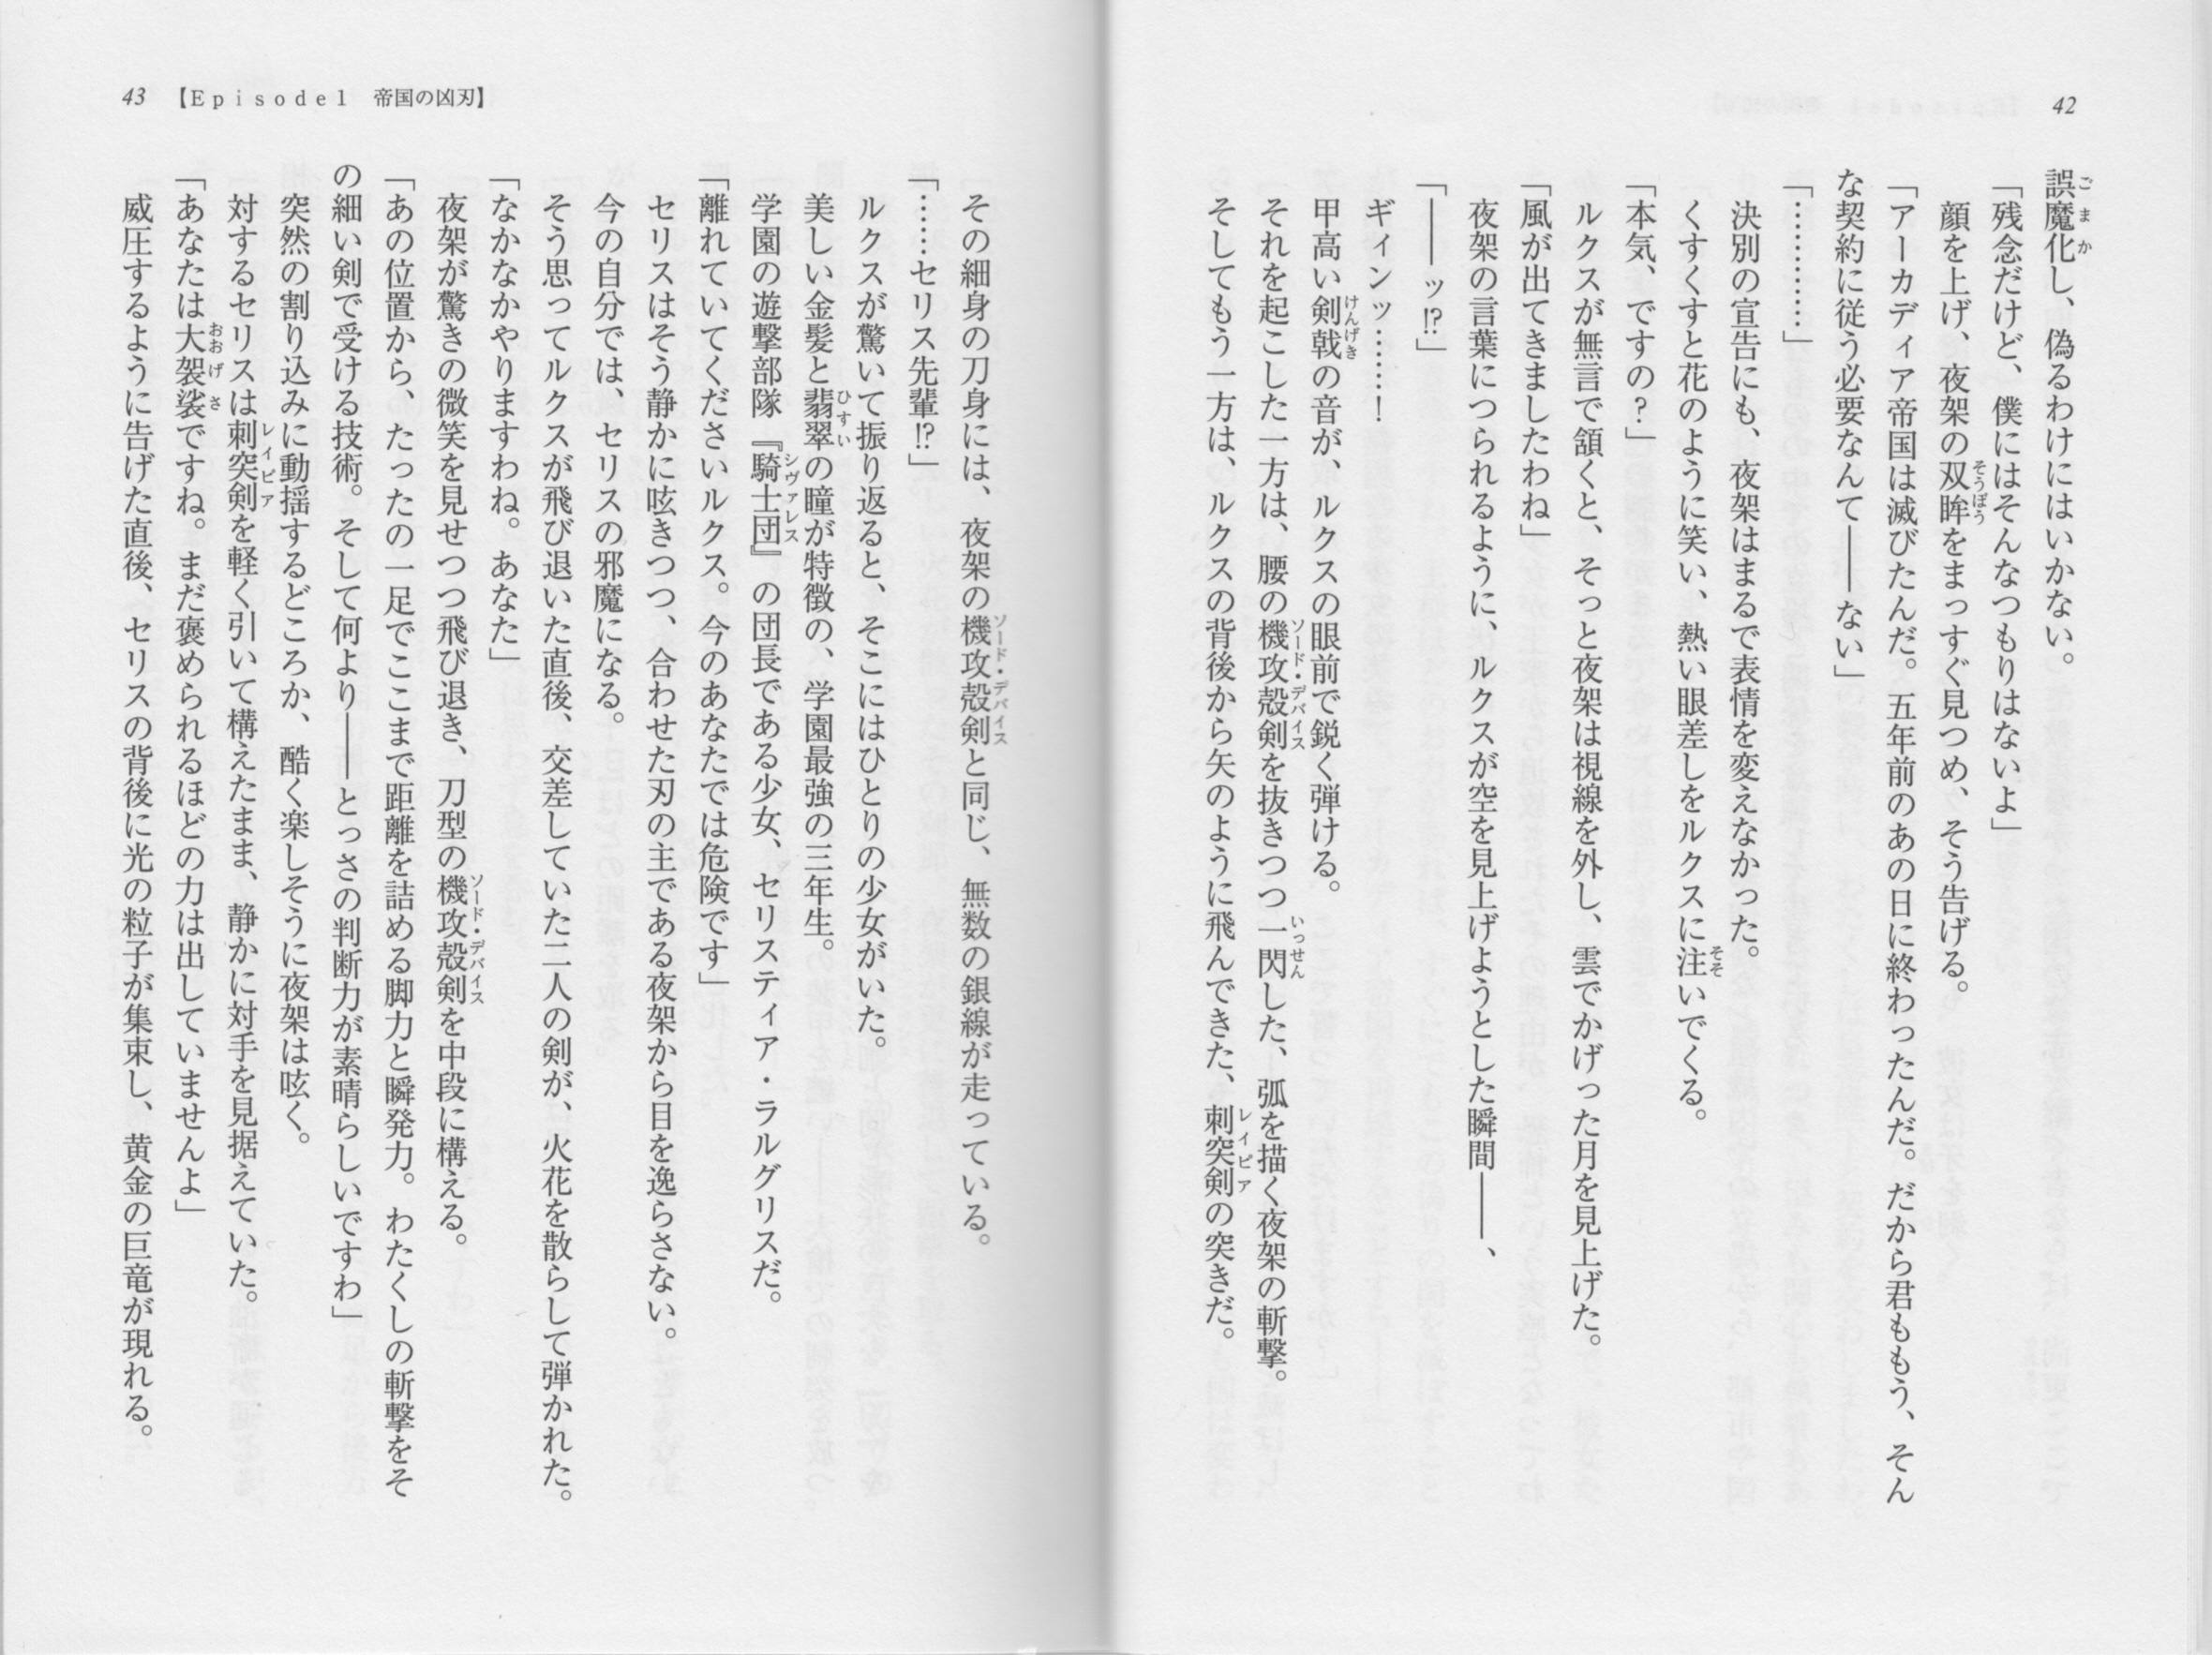 42
誤魔化し、偽るわけにはいかない。
「残念だけど、僕にはそんなつもりはないよ」
顔を上げ、夜架の双眸をまっすぐ見つめ、そう告げる。
「アーカディア帝国は滅びたんだ。五年前のあの日に終わったんだ。だから君ももう、そん
な契約に従う必要なんて――ない」
「…………」
決別の宣告にも、夜架はまるで表情を変えなかった。
くすくすと花のように笑い、熱い眼差しをルクスに注いでくる。
「本気、ですの?」
ルクスが無言で頷くと、そっと夜架は視線を外し、雲でかげった月を見上げた。
「風が出てきましたわね」
夜架の言葉につられるように、ルクスが空を見上げようとした瞬間――、
「――ッ!?」
ギィンッ……!
甲高い剣戟の音が、ルクスの眼前で鋭く弾ける。
それを起こした一方は、腰の機攻殻剣を抜きつつ一閃した、弧を描く夜架の斬撃。
そしてもう一方は、ルクスの背後から矢のように飛んできた、刺突剣の突きだ。
43 【Episode1 帝国の凶刃】
その細身の刀身には、夜架の機攻殻剣と同じ、無数の銀線が走っている。
「……セリス先輩!?」
ルクスが驚いて振り返ると、そこにはひとりの少女がいた。
美しい金髪と翡翠の瞳が特徴の、学園最強の三年生。
学園の遊撃部隊『騎士団』の団長である少女、セリスティア・ラルグリスだ。
「離れていてくださいルクス。今のあなたでは危険です」
セリスはそう静かに呟きつつ、合わせた刃の主である夜架から目を逸らさない。
今の自分では、セリスの邪魔になる。
そう思ってルクスが飛び退いた直後、交差していた二人の剣が、火花を散らして弾かれた。
「なかなかやりますわね。あなた」
夜架が驚きの微笑を見せつつ飛び退き、刀型の機攻殻剣を中段に構える。
「あの位置から、たったの一足でここまで距離を詰める脚力と瞬発力。わたくしの斬撃をそ
の細い剣で受ける技術。そして何より――とっさの判断力が素晴らしいですわ」
突然の割り込みに動揺するどころか、酷く楽しそうに夜架は呟く。
対するセリスは刺突剣を軽く引いて構えたまま、静かに対手を見据えていた。
「あなたは大袈裟ですね。まだ褒められるほどの力は出していませんよ」
威圧するように告げた直後、セリスの背後に光の粒子が集束し、黄金の巨竜が現れる。